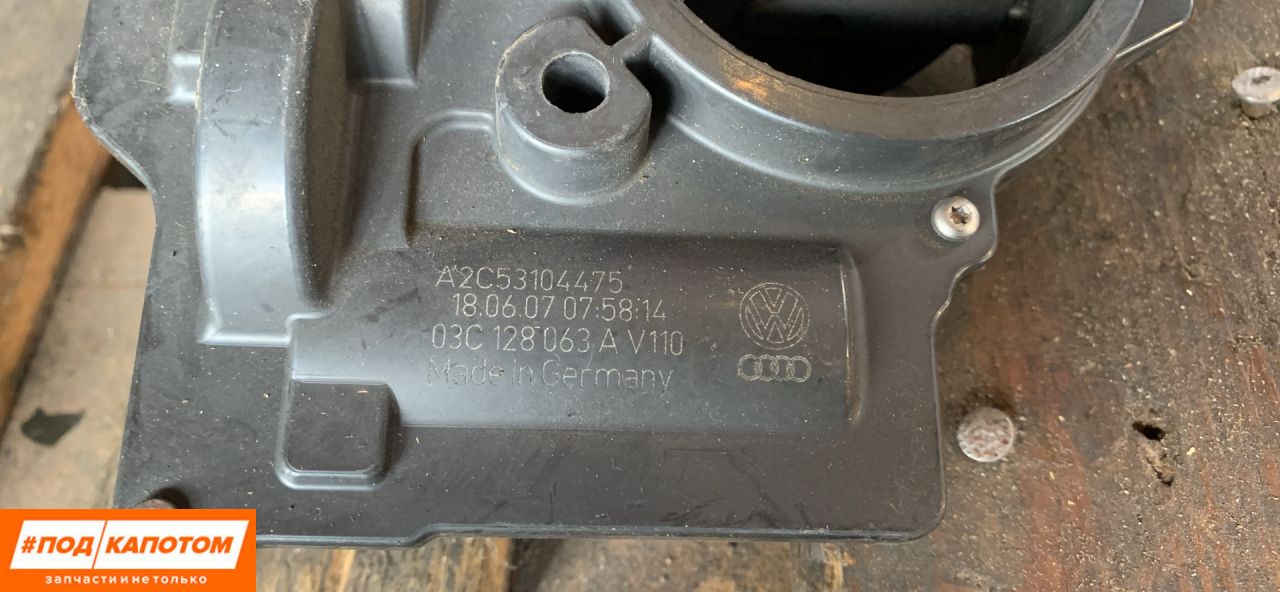 A2C53104475
18.06.07 07:58:14
03C 128 063 A V110
Made in Germany
#ПОД КАПОТОМ
запчасти и не только